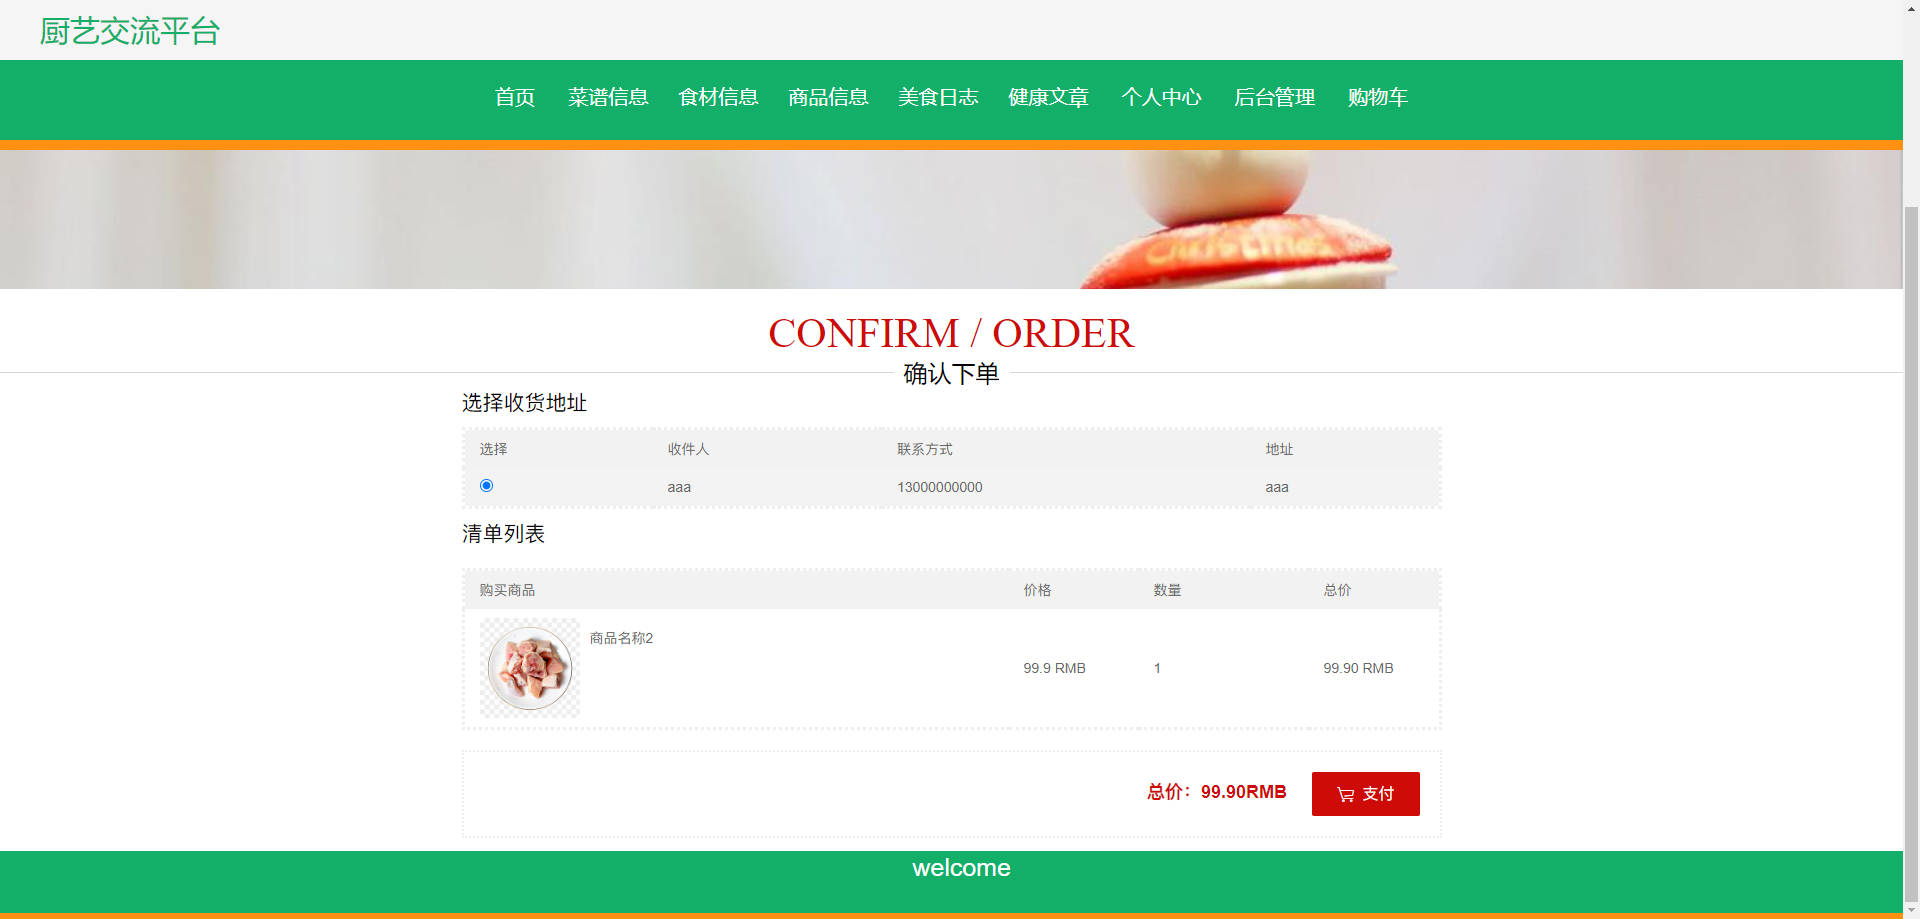 厨艺交流平台
首页 菜谱信息 食材信息 商品信息 美食日志 健康文章 个人中心 后台管理 购物车
Christmas
CONFIRM / ORDER
确认下单
选择收货地址
选择 收件人 联系方式 地址
aaa 13000000000 aaa
清单列表
购买商品 价格 数量 总价
商品名称2
99.9 RMB 1 99.90 RMB
总价：99.90RMB 支付
welcome